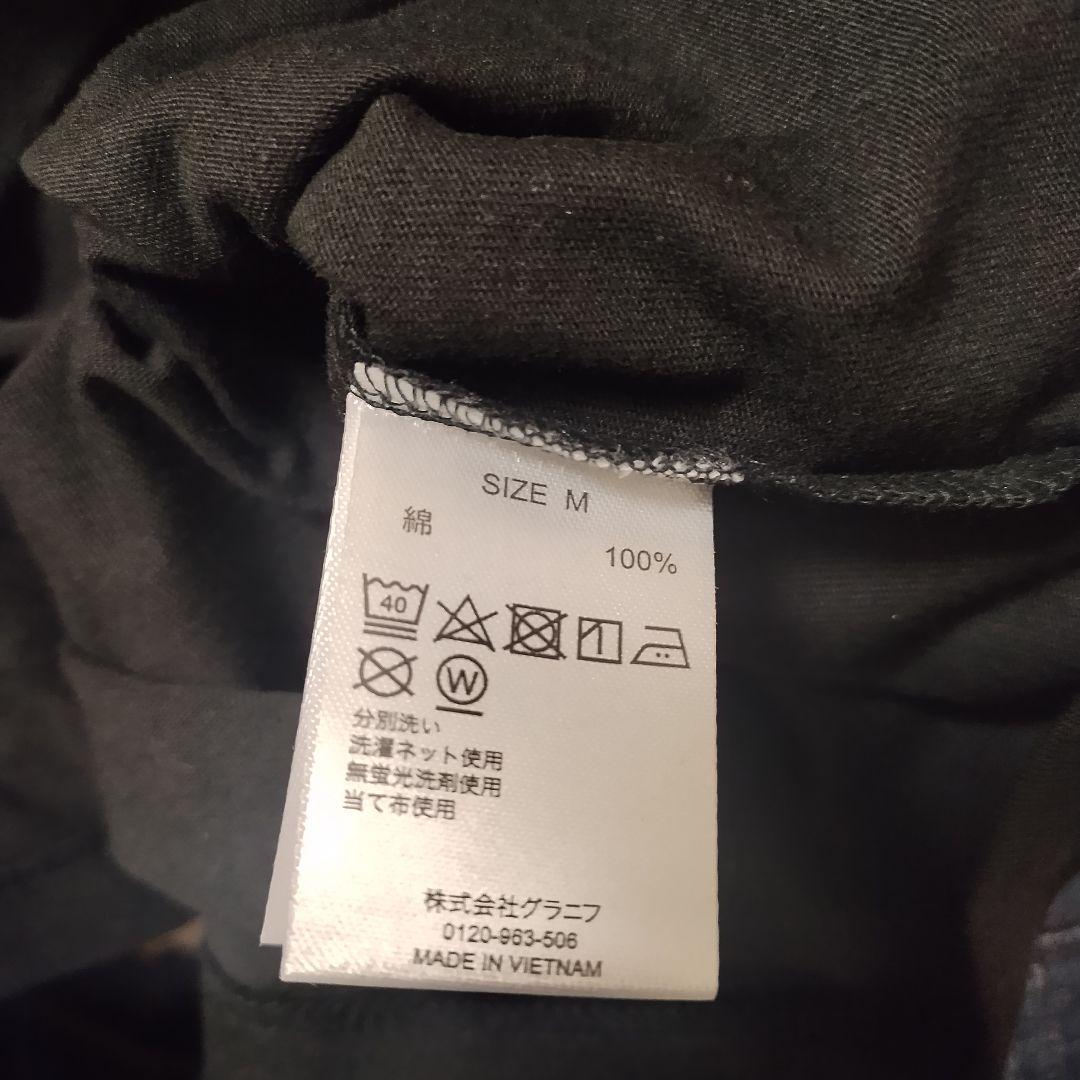 SIZE M
綿 100%
40
W
分別洗い
洗濯ネット使用
無蛍光洗剤使用
当て布使用
株式会社グラニフ
0120-963-506
MADE IN VIETNAM